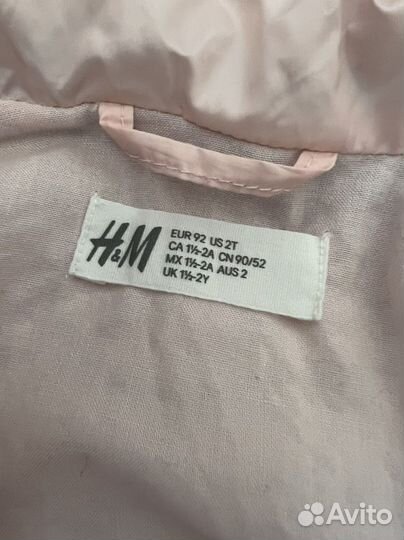 H&M
EUR 92 US 2T
CA 1½-2A CN 90/52
MX 1½-2A AUS 2
UK 1½-2Y
Avito